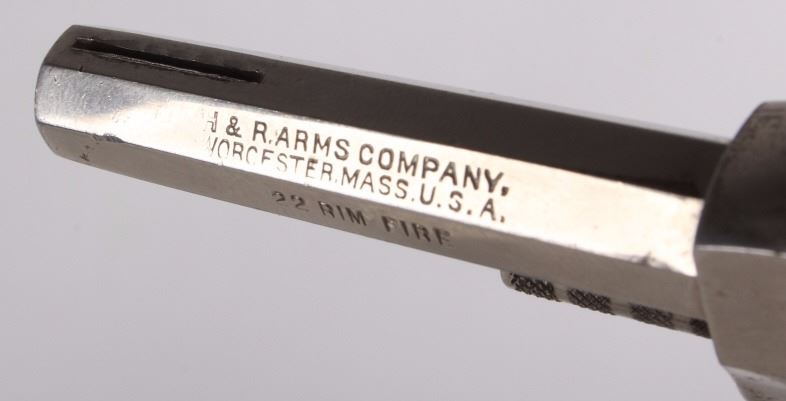 H & R. ARMS COMPANY.
WORCESTER. MASS. U.S.A.
22 RIM FIRE